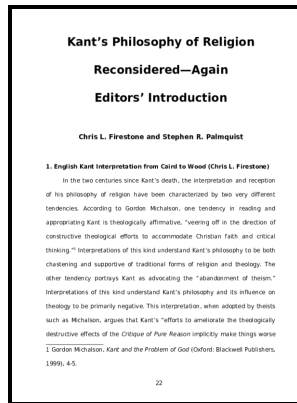 Kant's Philosophy of Religion
Reconsidered—Again
Editors' Introduction
Chris L. Firestone and Stephen R. Palmquist
1. English Kant Interpretation from Caird to Wood (Chris L. Firestone)
In the two centuries since Kant's death, the interpretation and reception
of his philosophy of religion have been characterized by two very different
tendencies. According to Gordon Michalson, one tendency in reading and
appropriating Kant is theologically affirmative, "veering off in the direction of
constructive theological efforts to accommodate Christian faith and critical
thinking."1 Interpretations of this kind understand Kant's philosophy to be both
chastening and supportive of traditional forms of religion and theology. The
other tendency portrays Kant as advocating the "abandonment of theism."
Interpretations of this kind understand Kant's philosophy and its influence on
theology to be primarily negative. This interpretation, when adopted by theists
such as Michalson, argues that Kant's "efforts to ameliorate the theologically
destructive effects of the Critique of Pure Reason implicitly make things worse
1 Gordon Michalson, Kant and the Problem of God (Oxford: Blackwell Publishers,
1999), 4-5.
22